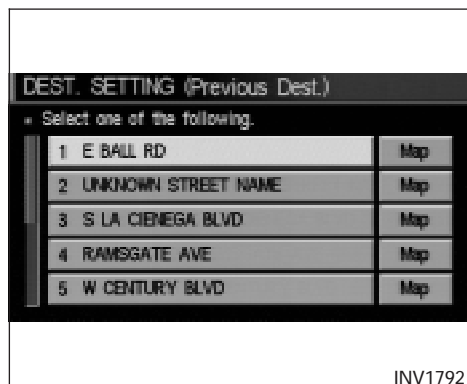 DEST. SETTING (Previous Dest.)
Select one of the following.
1 E BALL RD Map
2 UNKNOWN STREET NAME Map
3 S LA CIENEGA BLVD Map
4 RAMSGATE AVE Map
5 W CENTURY BLVD Map
INV1792